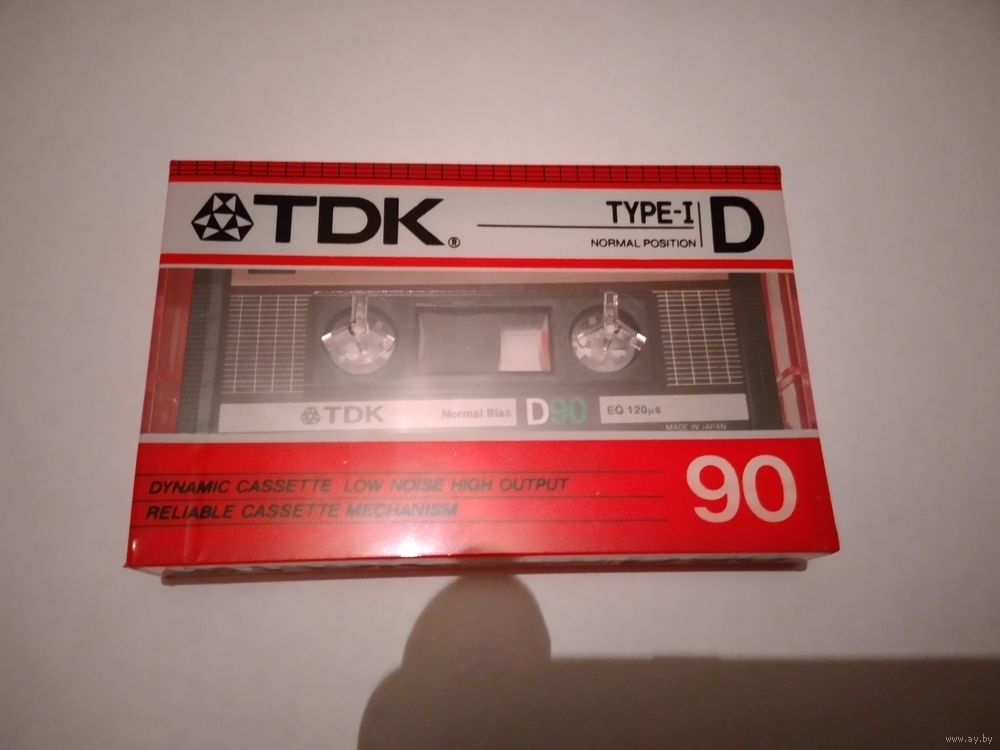 TDK®
TYPE-I
NORMAL POSITION
D
TDK
Normal Bias
D90
EQ 120µs
MADE IN JAPAN
DYNAMIC CASSETTE LOW NOISE HIGH OUTPUT
RELIABLE CASSETTE MECHANISM
90
www.ay.by